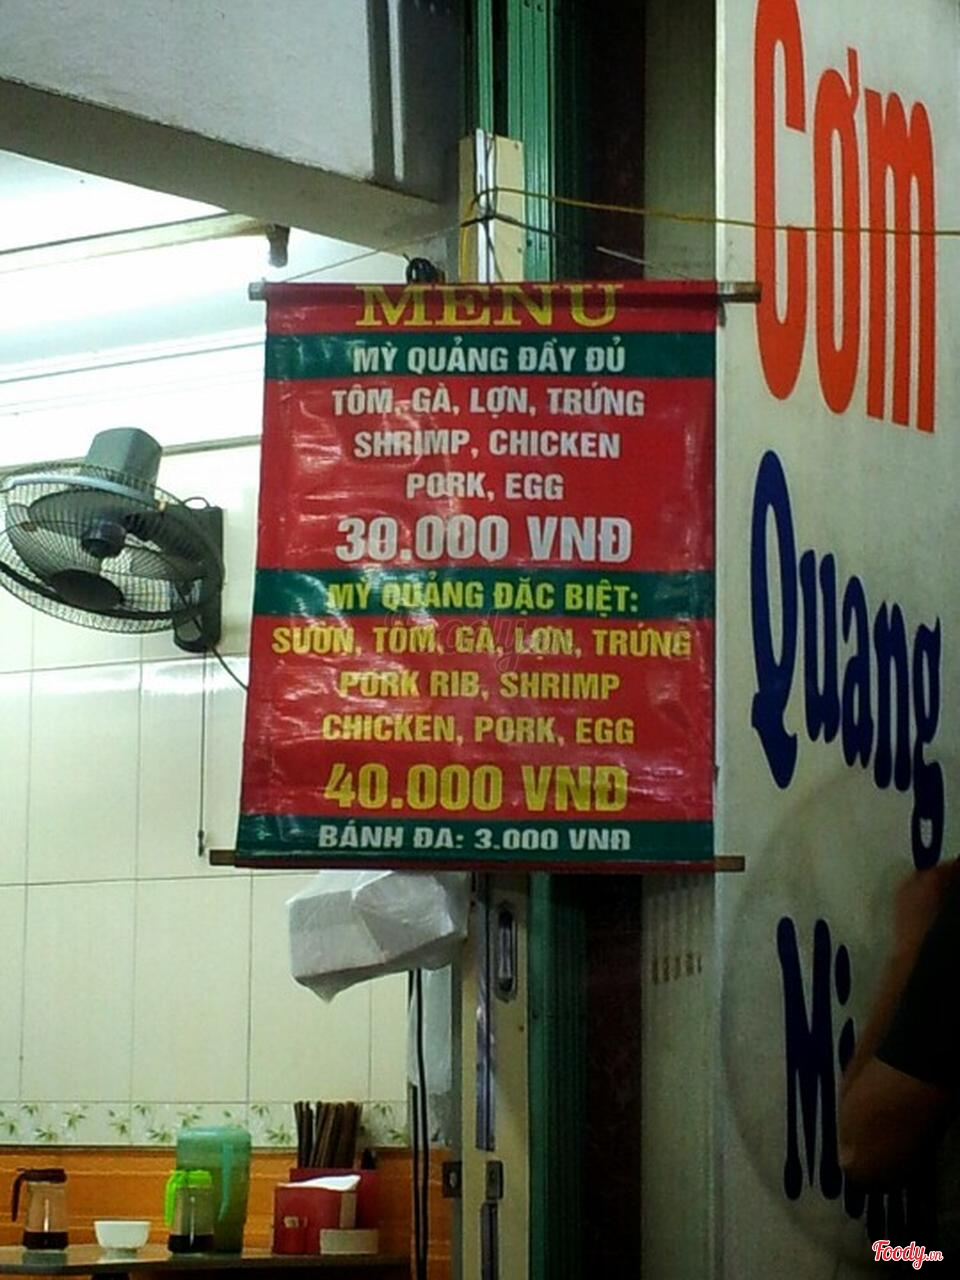 MENU
MỲ QUẢNG ĐẦY ĐỦ
TÔM, GÀ, LỢN, TRỨNG
SHRIMP, CHICKEN
PORK, EGG
30.000 VNĐ
MỲ QUẢNG ĐẶC BIỆT:
SƯỜN, TÔM, GÀ, LỢN, TRỨNG
PORK RIB, SHRIMP
CHICKEN, PORK, EGG
40.000 VNĐ
BÁNH ĐA: 3.000 VNĐ
Cơm
Quang
Foody.vn